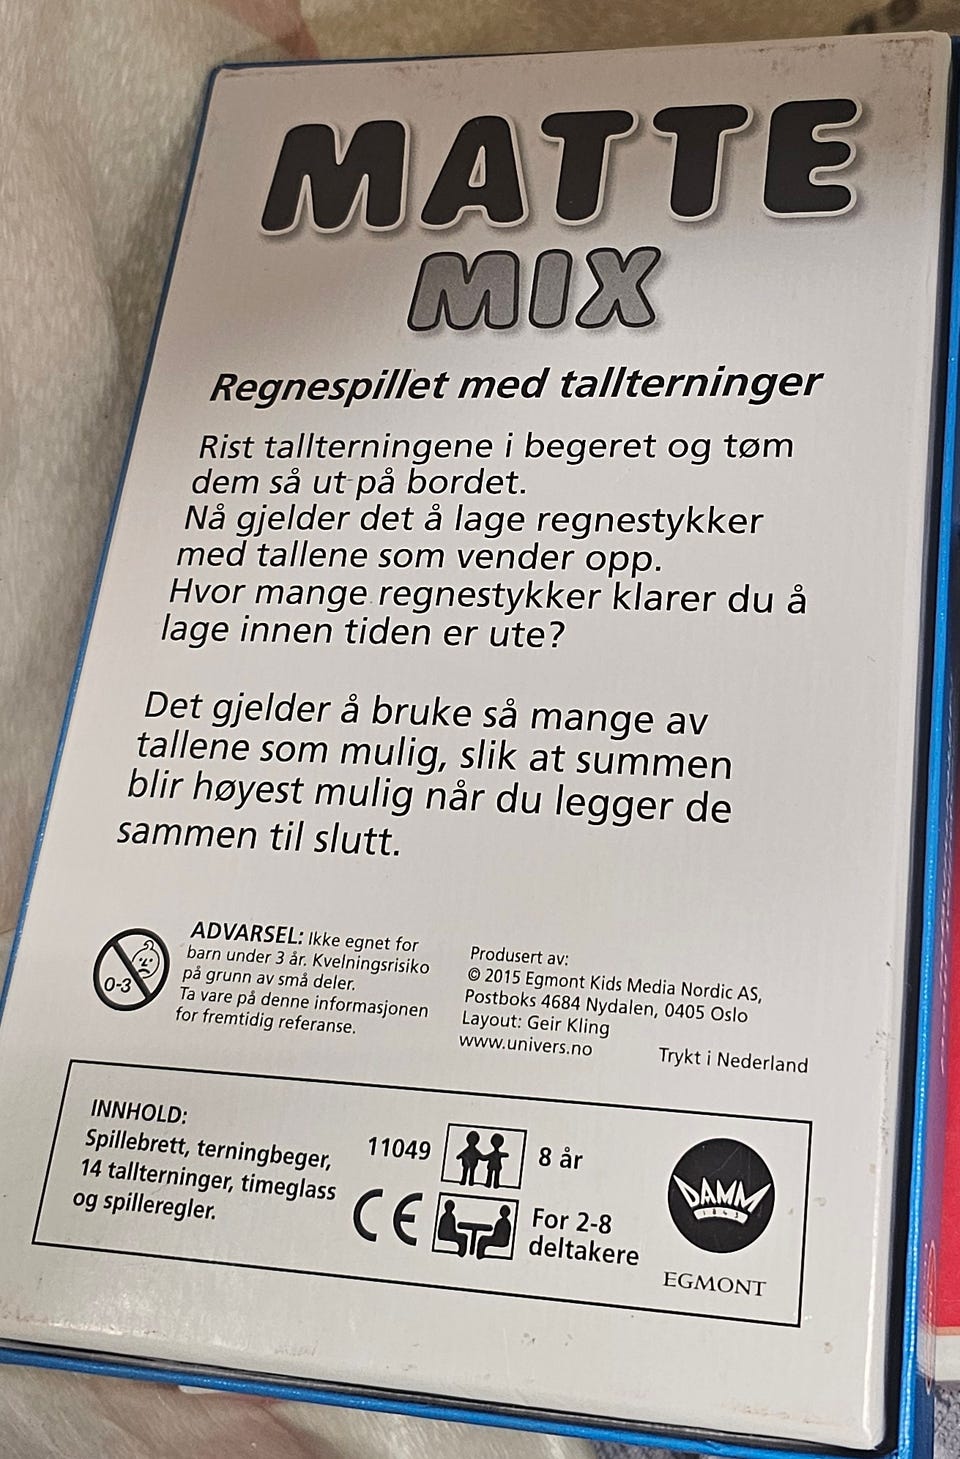 MATTE
MIX
Regnespillet med tallterninger
Rist tallterningene i begeret og tøm
dem så ut på bordet.
Nå gjelder det å lage regnestykker
med tallene som vender opp.
Hvor mange regnestykker klarer du å
lage innen tiden er ute?
Det gjelder å bruke så mange av
tallene som mulig, slik at summen
blir høyest mulig når du legger de
sammen til slutt.
0-3
ADVARSEL: Ikke egnet for
barn under 3 år. Kvelningsrisiko
på grunn av små deler.
Ta vare på denne informasjonen
for fremtidig referanse.
Produsert av:
© 2015 Egmont Kids Media Nordic AS,
Postboks 4684 Nydalen, 0405 Oslo
Layout: Geir Kling
www.univers.no
Trykt i Nederland
INNHOLD:
Spillebrett, terningbeger,
14 tallterninger, timeglass
og spilleregler.
11049
8 år
CE
For 2-8
deltakere
DAMM
1843
EGMONT